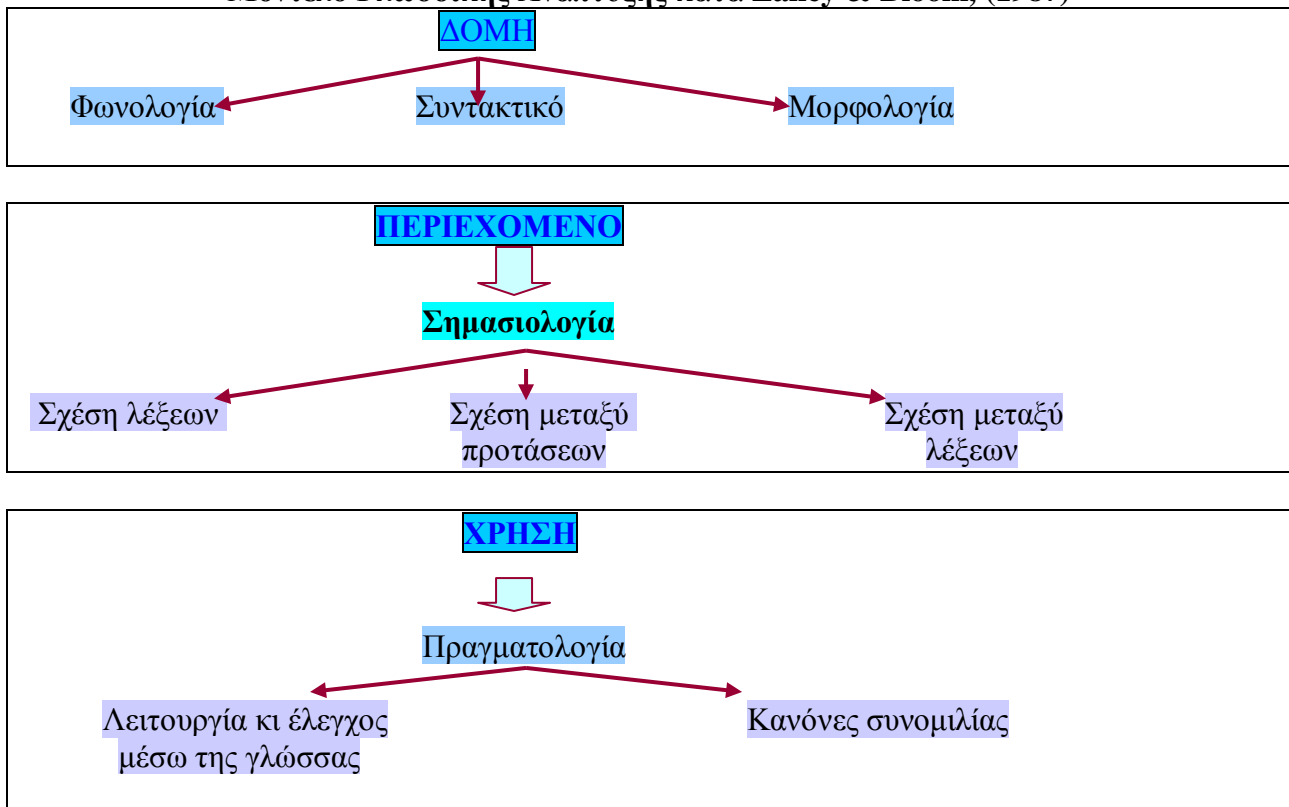 ΔΟΜΗ
Φωνολογία Συντακτικό Μορφολογία
ΠΕΡΙΕΧΟΜΕΝΟ
Σημασιολογία
Σχέση λέξεων Σχέση μεταξύ προτάσεων Σχέση μεταξύ λέξεων
ΧΡΗΣΗ
Πραγματολογία
Λειτουργία κι έλεγχος μέσω της γλώσσας Κανόνες συνομιλίας